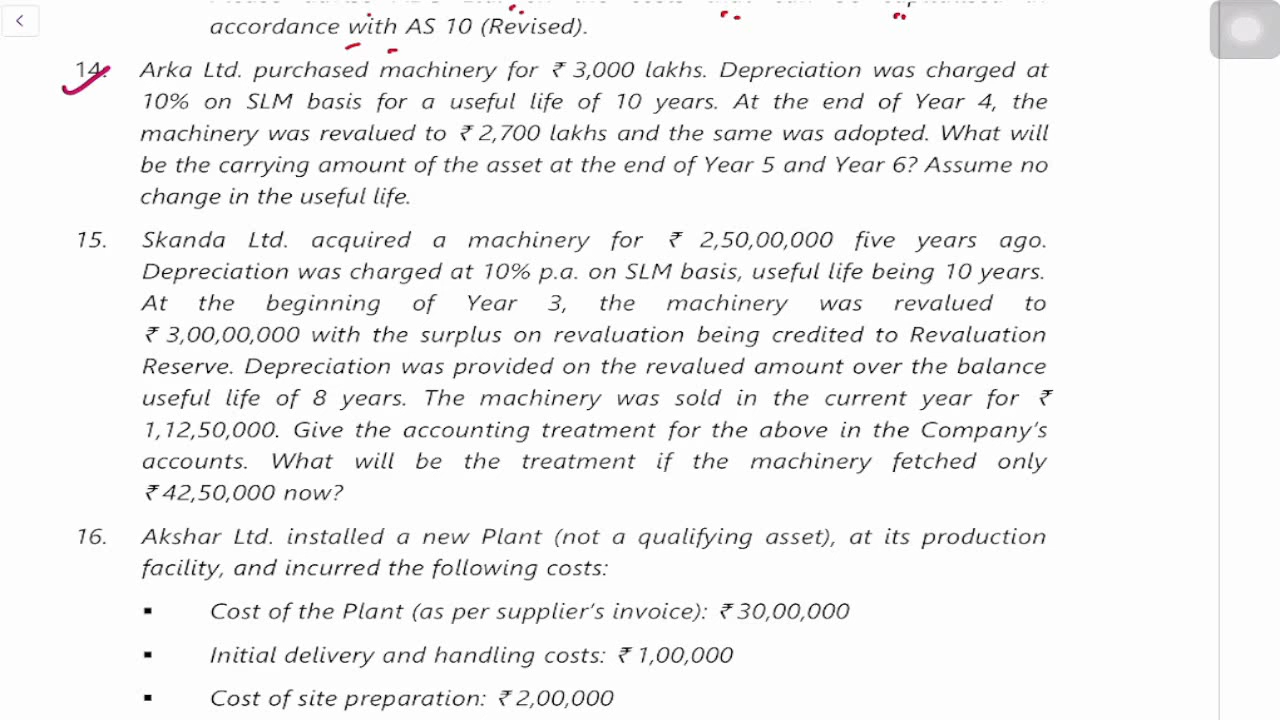 accordance with AS 10 (Revised).
14. Arka Ltd. purchased machinery for ₹ 3,000 lakhs. Depreciation was charged at
10% on SLM basis for a useful life of 10 years. At the end of Year 4, the
machinery was revalued to ₹ 2,700 lakhs and the same was adopted. What will
be the carrying amount of the asset at the end of Year 5 and Year 6? Assume no
change in the useful life.
15. Skanda Ltd. acquired a machinery for ₹ 2,50,00,000 five years ago.
Depreciation was charged at 10% p.a. on SLM basis, useful life being 10 years.
At the beginning of Year 3, the machinery was revalued to
₹ 3,00,00,000 with the surplus on revaluation being credited to Revaluation
Reserve. Depreciation was provided on the revalued amount over the balance
useful life of 8 years. The machinery was sold in the current year for ₹
1,12,50,000. Give the accounting treatment for the above in the Company's
accounts. What will be the treatment if the machinery fetched only
₹ 42,50,000 now?
16. Akshar Ltd. installed a new Plant (not a qualifying asset), at its production
facility, and incurred the following costs:
▪ Cost of the Plant (as per supplier's invoice): ₹ 30,00,000
▪ Initial delivery and handling costs: ₹ 1,00,000
▪ Cost of site preparation: ₹ 2,00,000